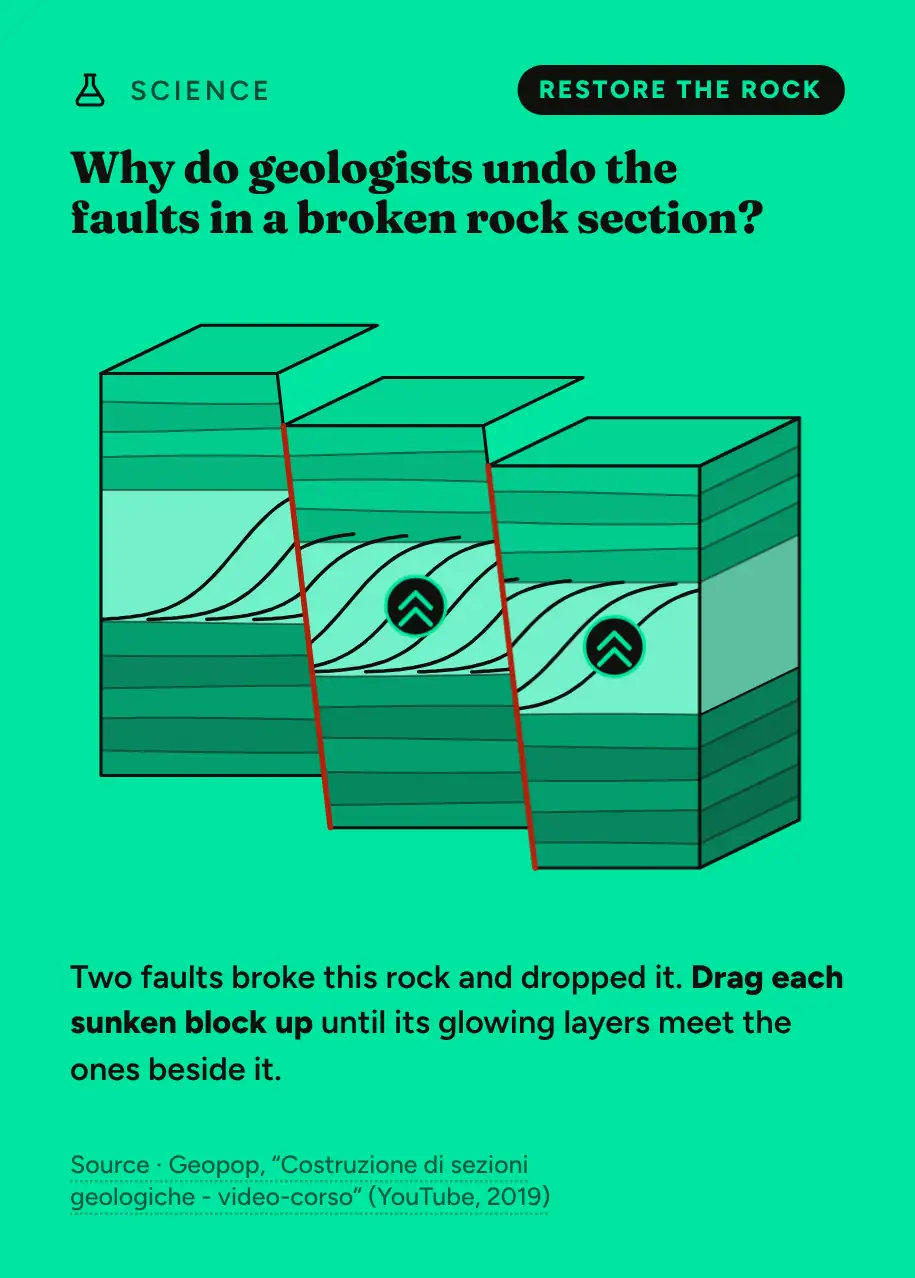 SCIENCE
RESTORE THE ROCK
Why do geologists undo the
faults in a broken rock section?
Two faults broke this rock and dropped it. Drag each
sunken block up until its glowing layers meet the
ones beside it.
Source · Geopop, “Costruzione di sezioni
geologiche - video-corso” (YouTube, 2019)